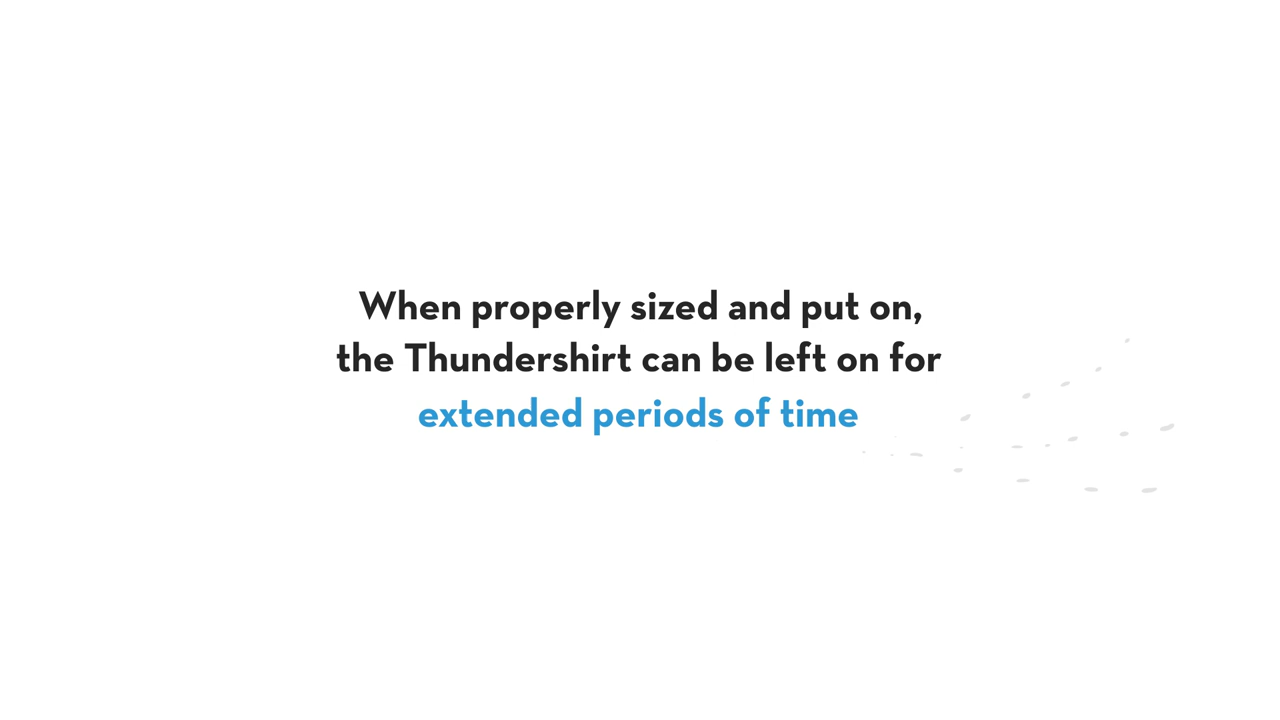 When properly sized and put on,
the Thundershirt can be left on for
extended periods of time